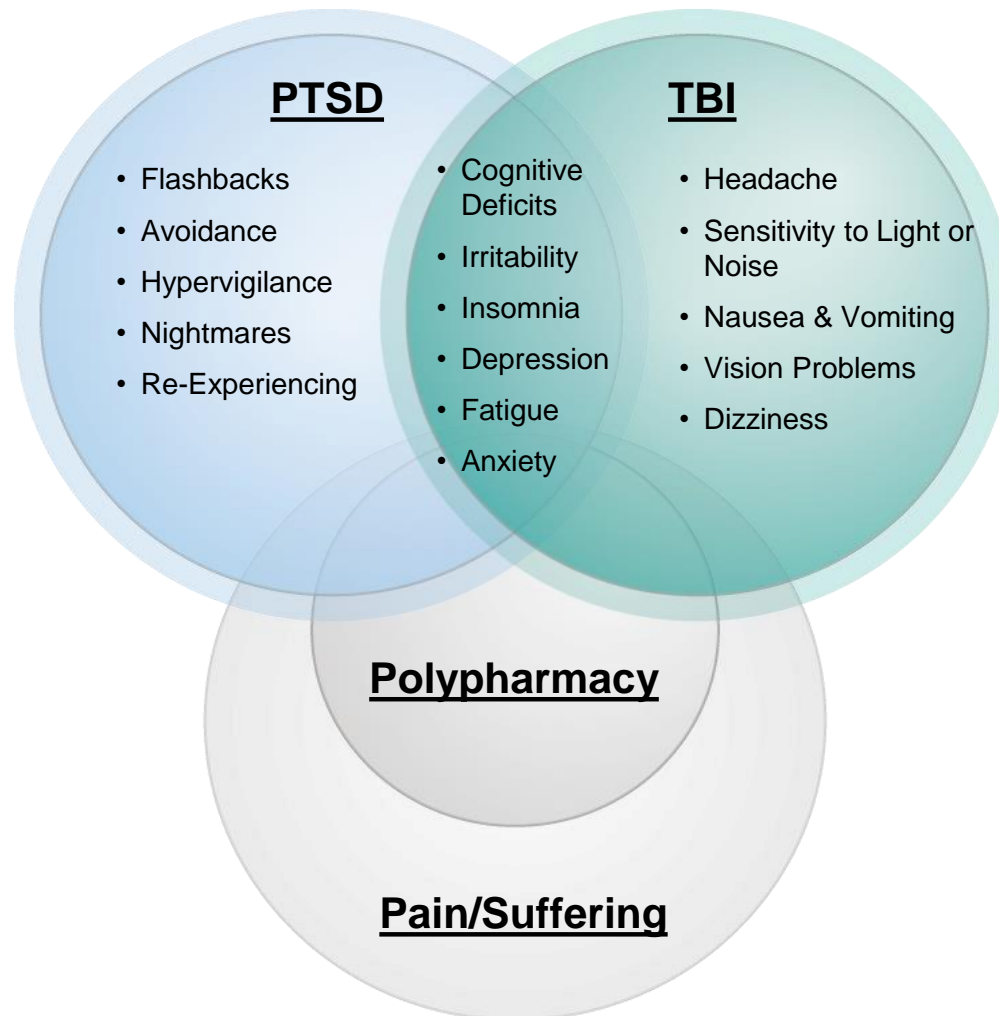 PTSD
• Flashbacks
• Avoidance
• Hypervigilance
• Nightmares
• Re-Experiencing
• Cognitive
Deficits
• Irritability
• Insomnia
• Depression
• Fatigue
• Anxiety
TBI
• Headache
• Sensitivity to Light or
Noise
• Nausea & Vomiting
• Vision Problems
• Dizziness
Polypharmacy
Pain/Suffering